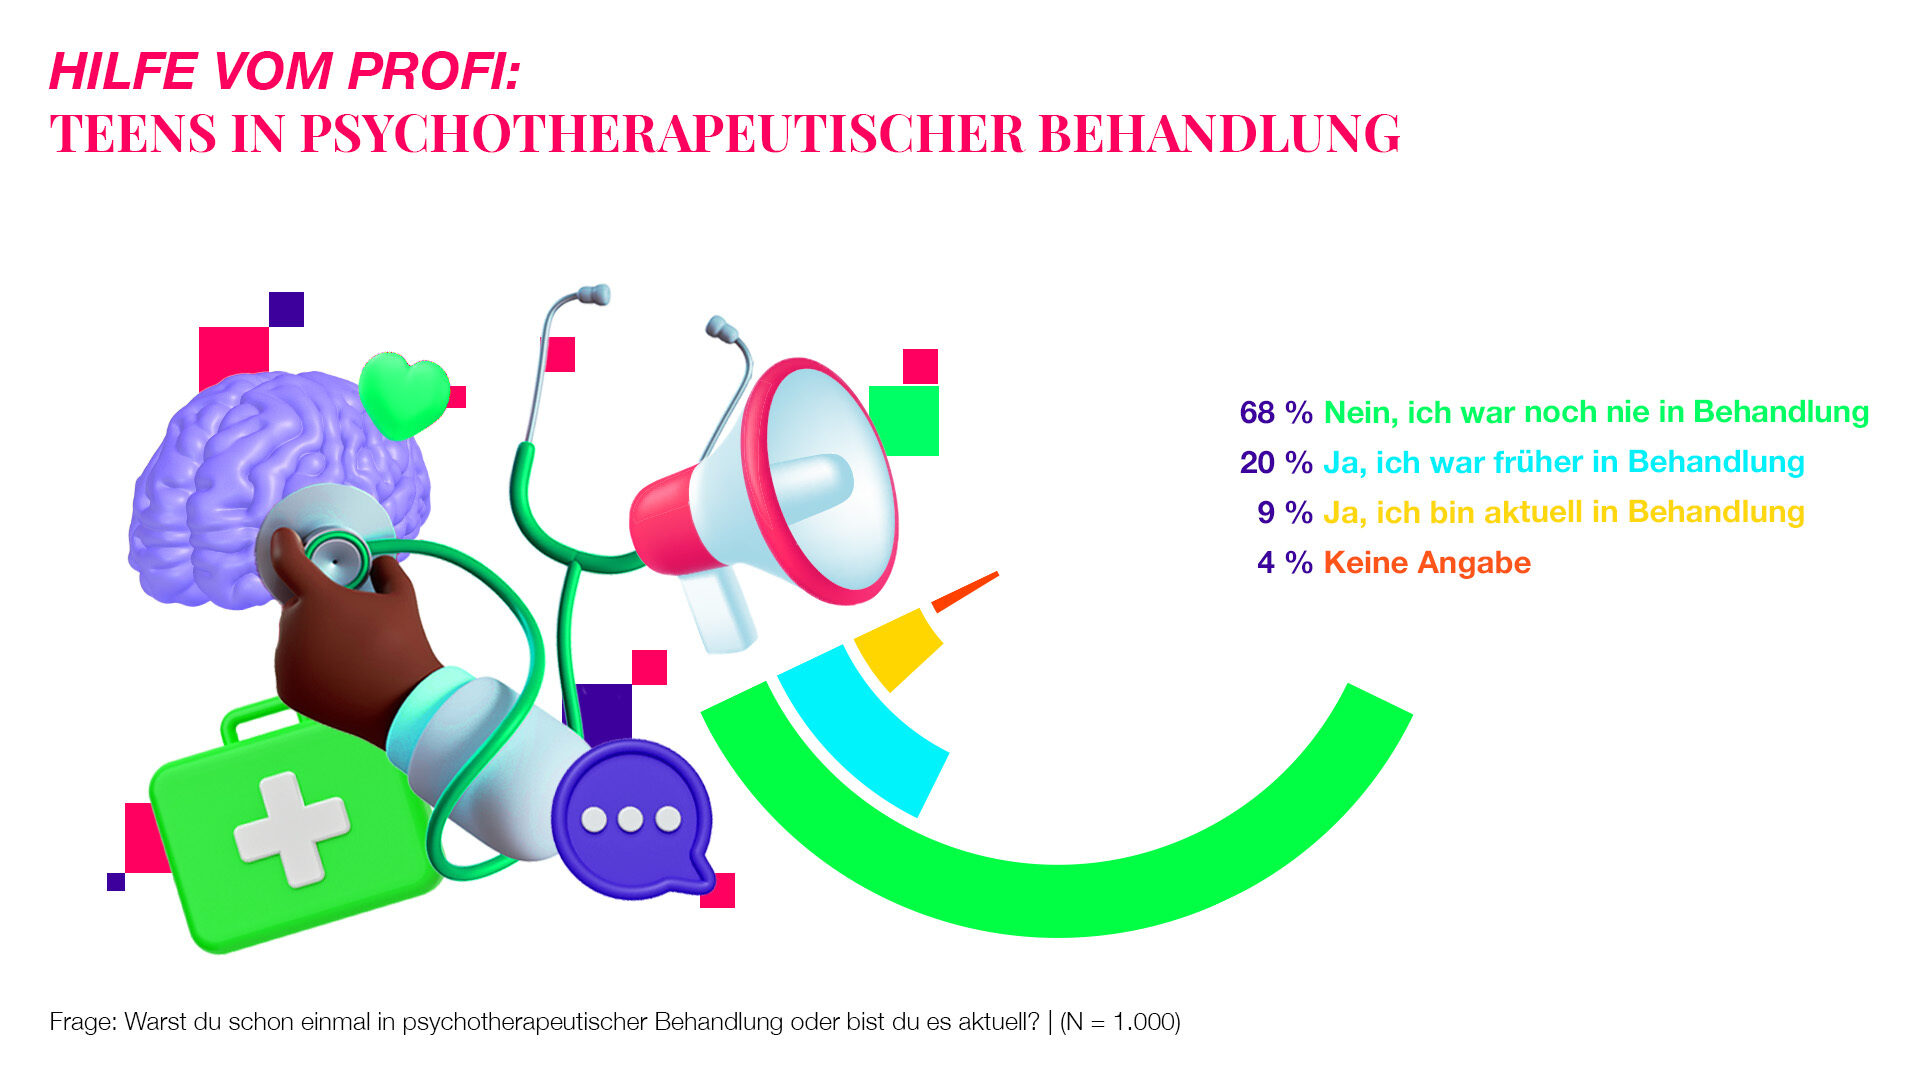 HILFE VOM PROFI:
TEENS IN PSYCHOTHERAPEUTISCHER BEHANDLUNG
68 % Nein, ich war noch nie in Behandlung
20 % Ja, ich war früher in Behandlung
9 % Ja, ich bin aktuell in Behandlung
4 % Keine Angabe
Frage: Warst du schon einmal in psychotherapeutischer Behandlung oder bist du es aktuell? | (N = 1.000)